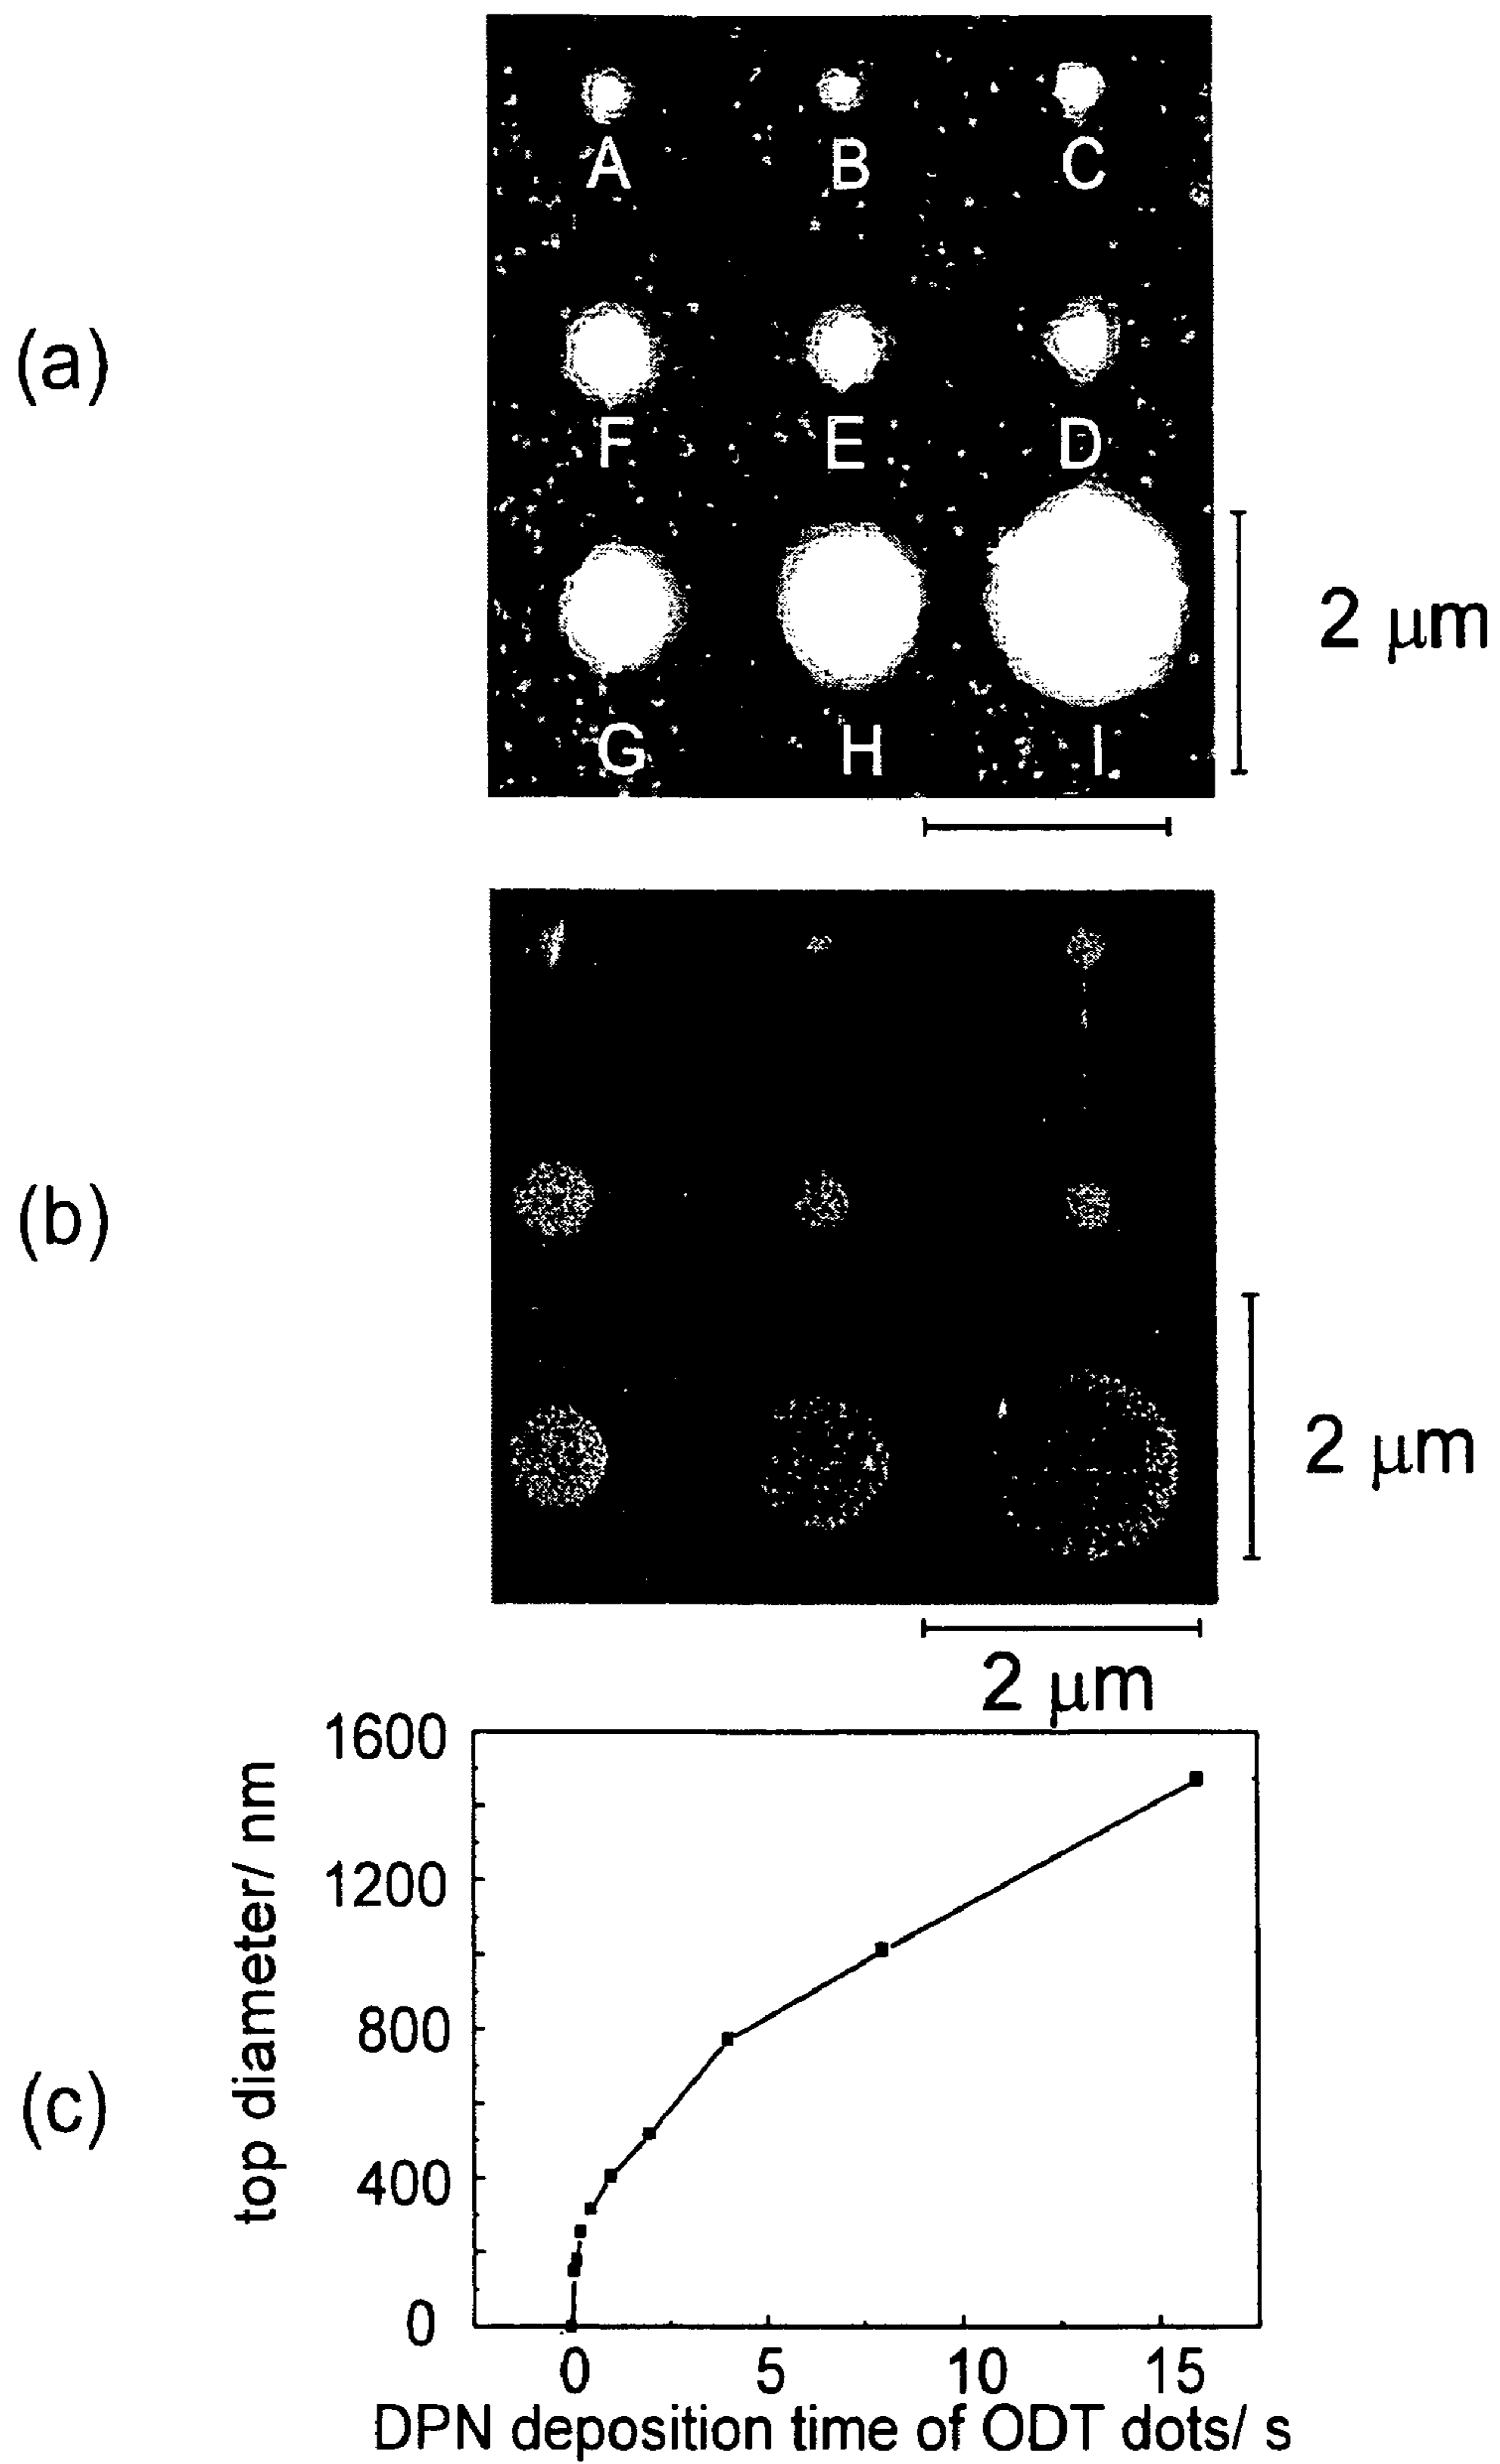 (a)
A B C
F E D
G H I
2 μm
(b)
2 μm
2 μm
(c)
top diameter/ nm
1600
1200
800
400
0
0 5 10 15
DPN deposition time of ODT dots/ s